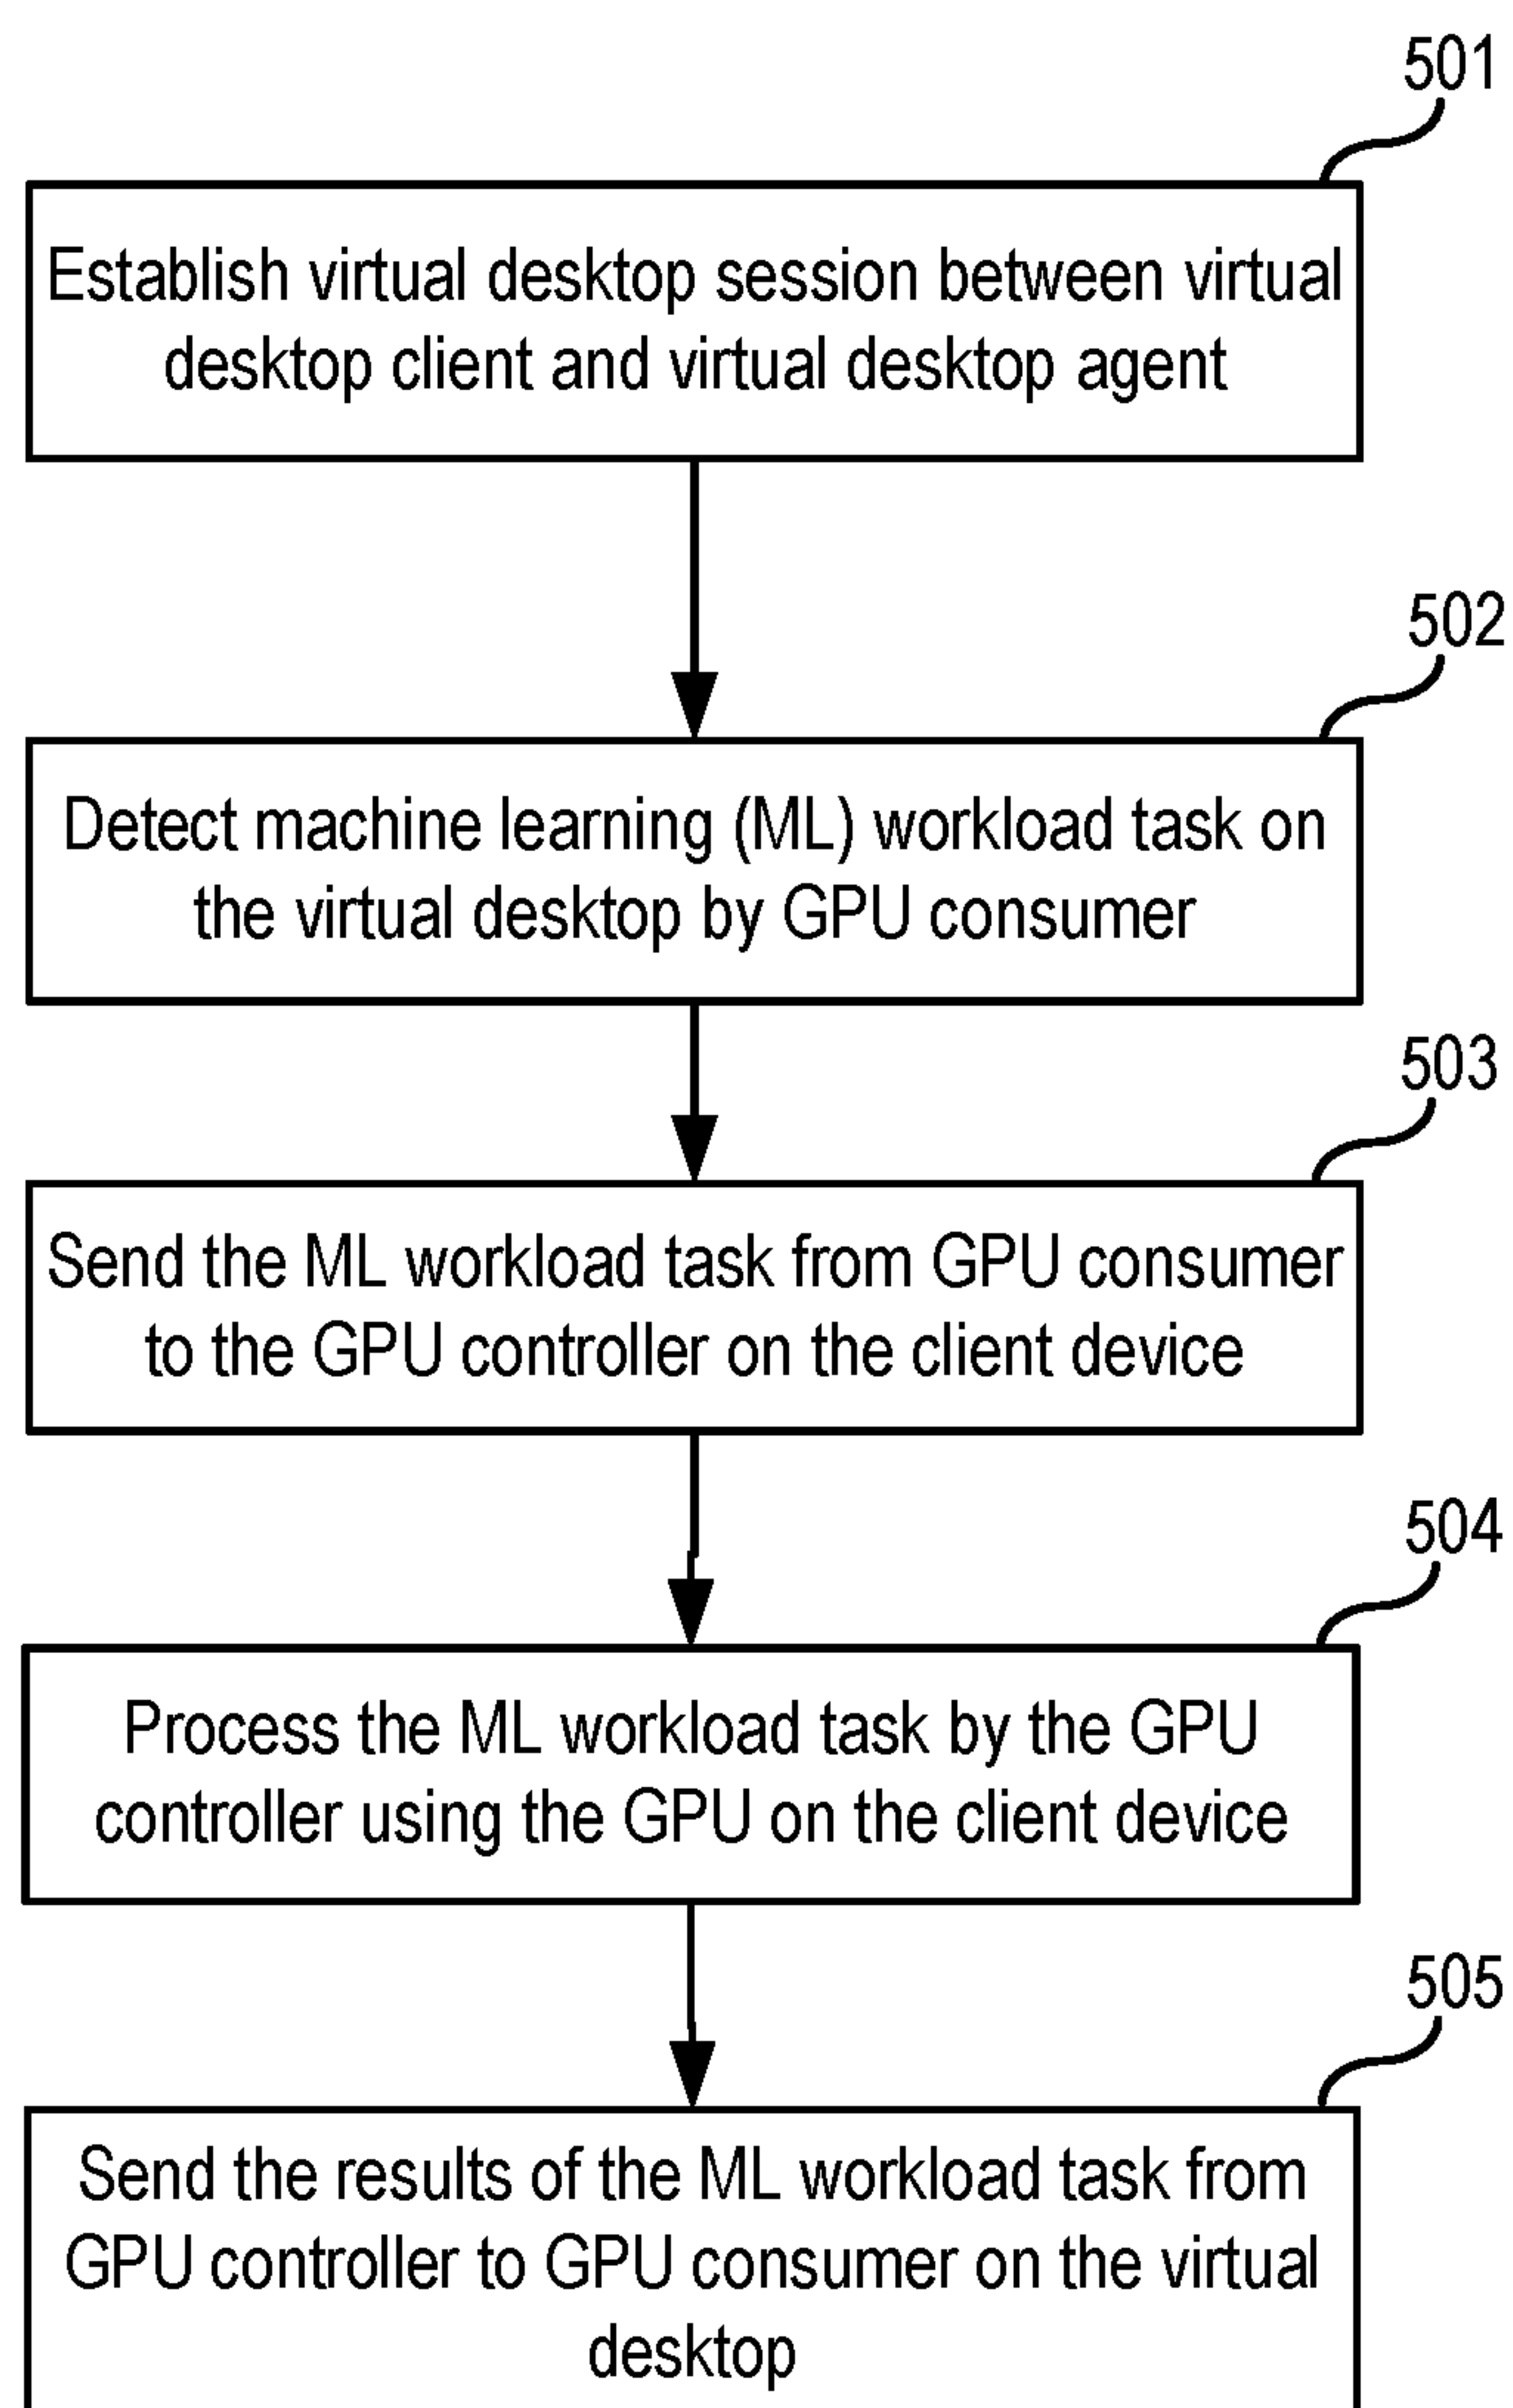 501
Establish virtual desktop session between virtual
desktop client and virtual desktop agent
502
Detect machine learning (ML) workload task on
the virtual desktop by GPU consumer
503
Send the ML workload task from GPU consumer
to the GPU controller on the client device
504
Process the ML workload task by the GPU
controller using the GPU on the client device
505
Send the results of the ML workload task from
GPU controller to GPU consumer on the virtual
desktop